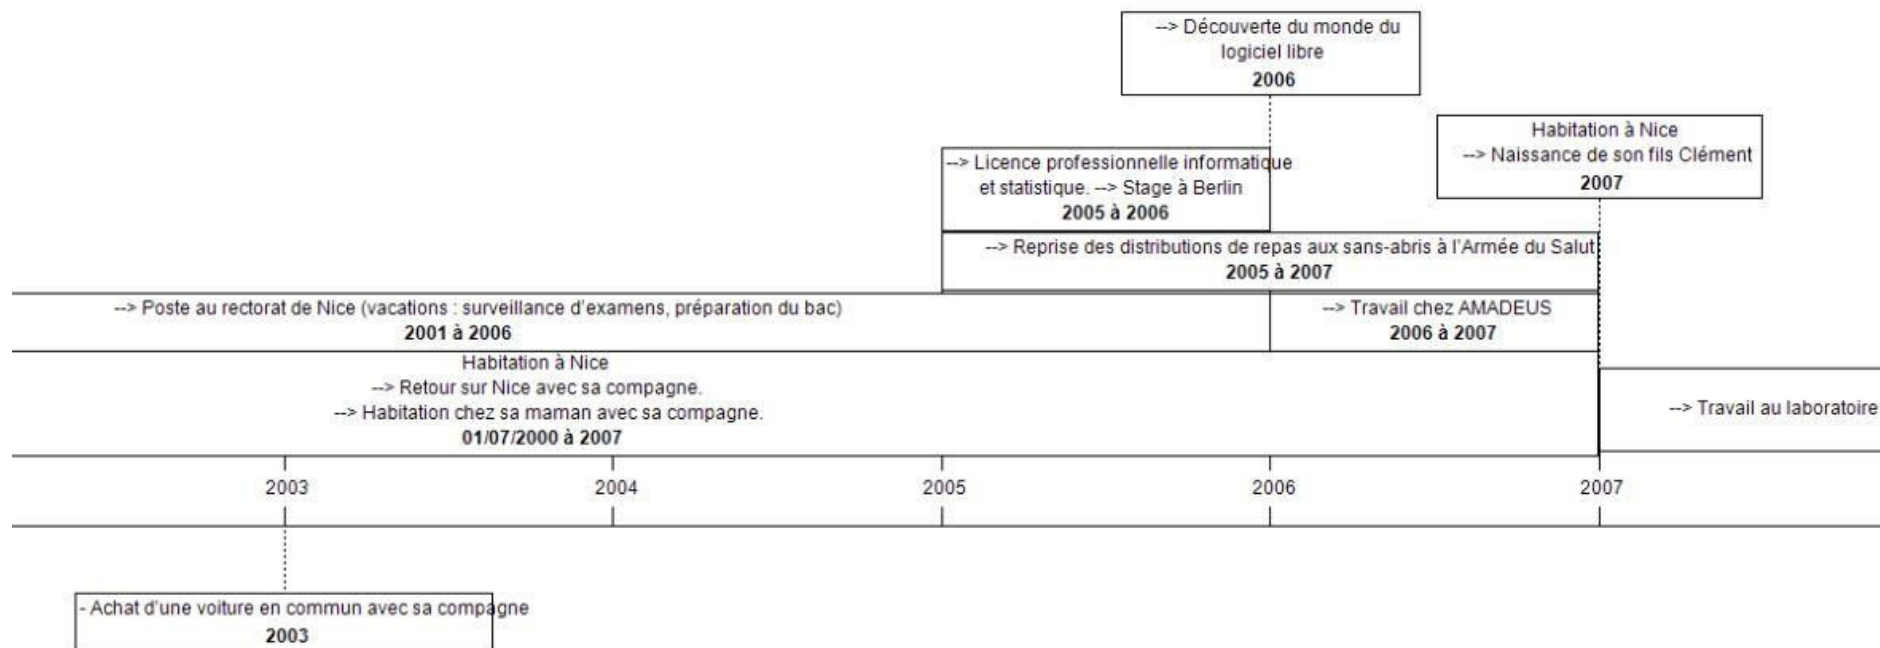 --> Découverte du monde du
logiciel libre
2006
Habitation à Nice
--> Naissance de son fils Clément
2007
--> Licence professionnelle informatique
et statistique. --> Stage à Berlin
2005 à 2006
--> Reprise des distributions de repas aux sans-abris à l'Armée du Salut
2005 à 2007
--> Poste au rectorat de Nice (vacations : surveillance d'examens, préparation du bac)
2001 à 2006
--> Travail chez AMADEUS
2006 à 2007
Habitation à Nice
--> Retour sur Nice avec sa compagne.
--> Habitation chez sa maman avec sa compagne.
01/07/2000 à 2007
--> Travail au laboratoire
2003 2004 2005 2006 2007
- Achat d'une voiture en commun avec sa compagne
2003